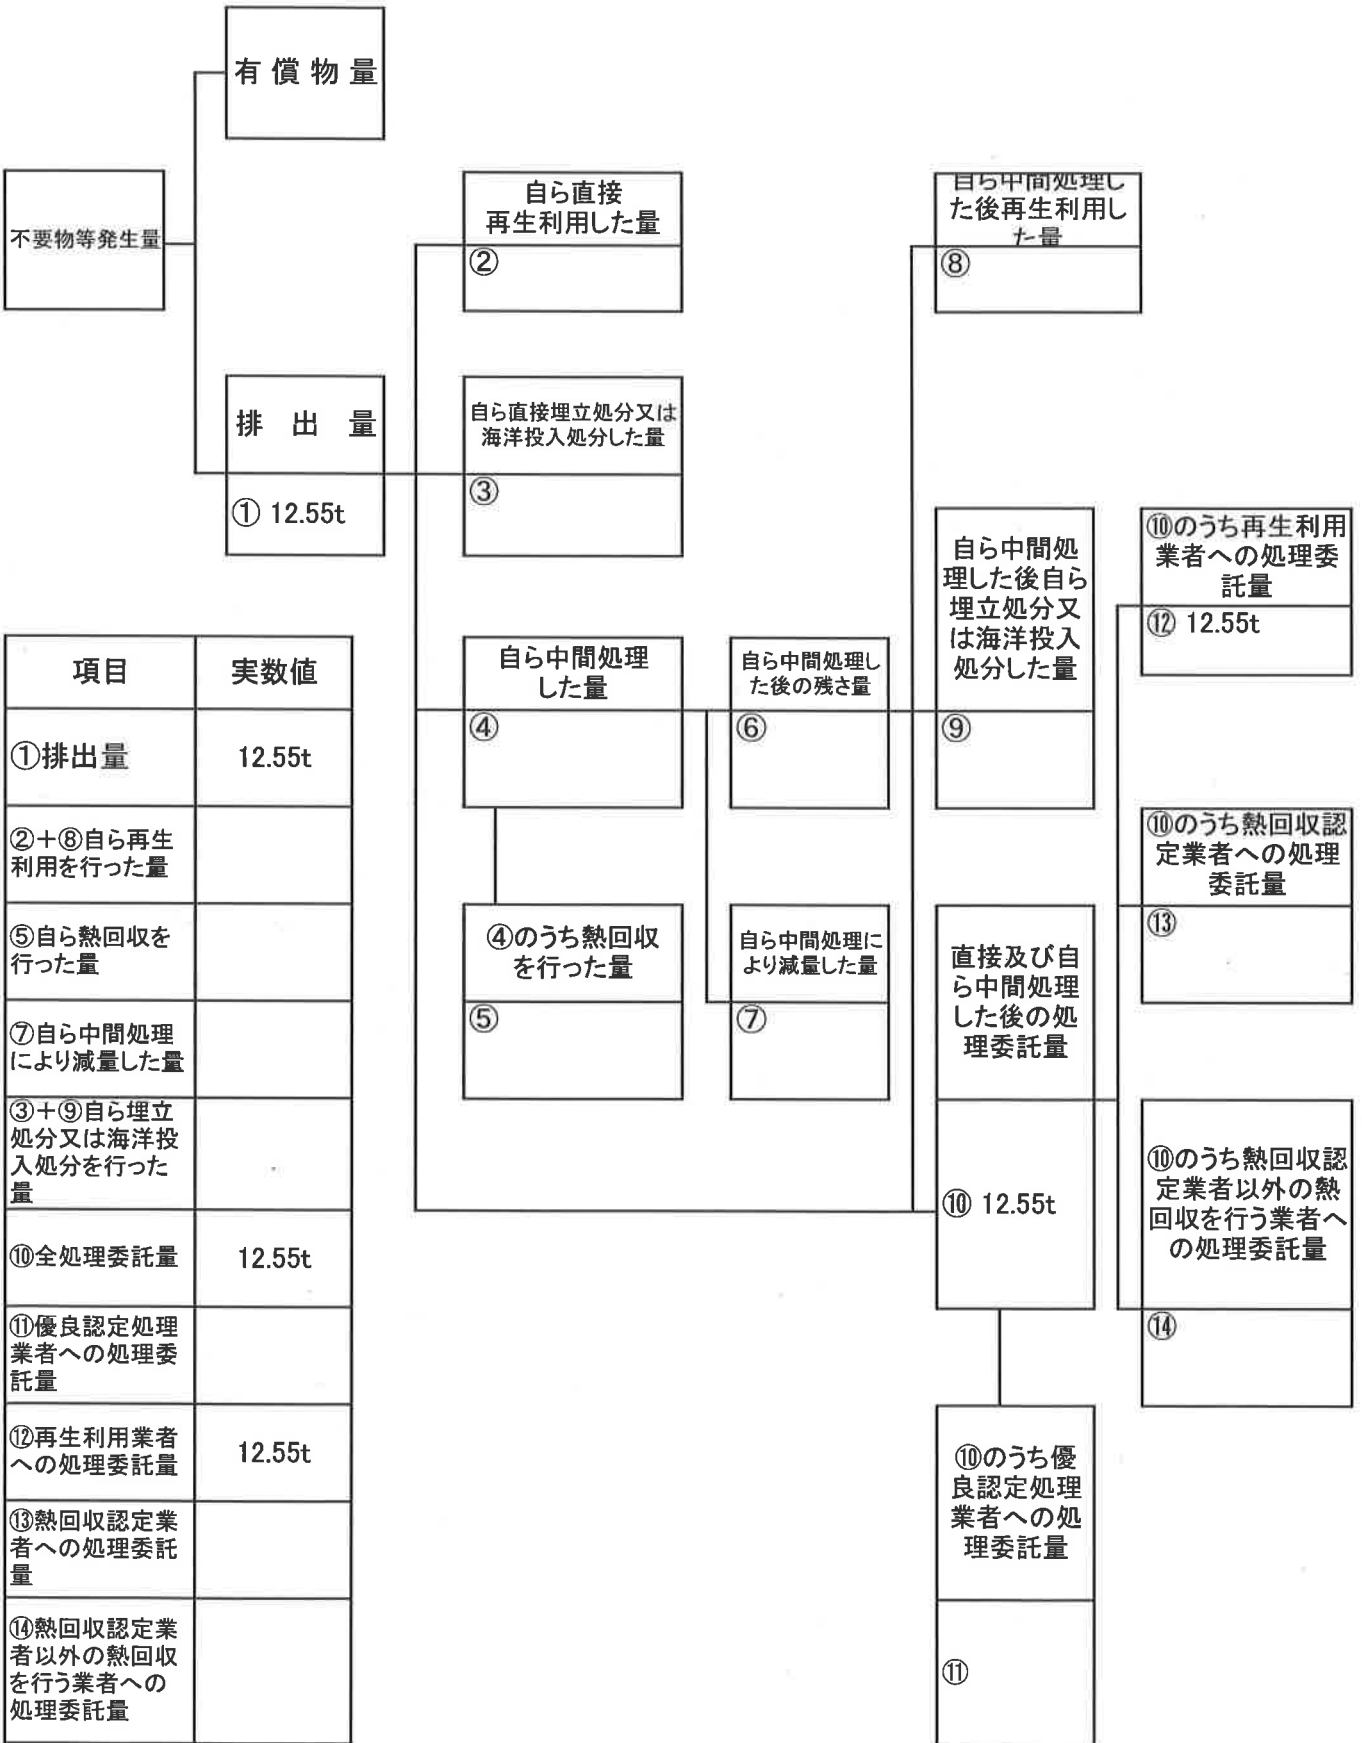 有償物量
不要物等発生量
自ら直接
再生利用した量
②
自ら中間処理し
た後再生利用し
た量
⑧
排出量
① 12.55t
自ら直接埋立処分又は
海洋投入処分した量
③
自ら中間処理
した量
④
自ら中間処理し
た後の残さ量
⑥
自ら中間処
理した後自ら
埋立処分又
は海洋投入
処分した量
⑨
⑩のうち再生利用
業者への処理委
託量
⑫ 12.55t
④のうち熱回収
を行った量
⑤
自ら中間処理に
より減量した量
⑦
直接及び自
ら中間処理
した後の処
理委託量
⑩ 12.55t
⑩のうち熱回収認
定業者への処理
委託量
⑬
⑩のうち熱回収認
定業者以外の熱
回収を行う業者へ
の処理委託量
⑭
⑩のうち優
良認定処理
業者への処
理委託量
⑪
項目 実数値
①排出量 12.55t
②＋⑧自ら再生
利用を行った量
⑤自ら熱回収を
行った量
⑦自ら中間処理
により減量した量
③＋⑨自ら埋立
処分又は海洋投
入処分を行った
量
⑩全処理委託量 12.55t
⑪優良認定処理
業者への処理委
託量
⑫再生利用業者
への処理委託量 12.55t
⑬熱回収認定業
者への処理委託
量
⑭熱回収認定業
者以外の熱回収
を行う業者への
処理委託量